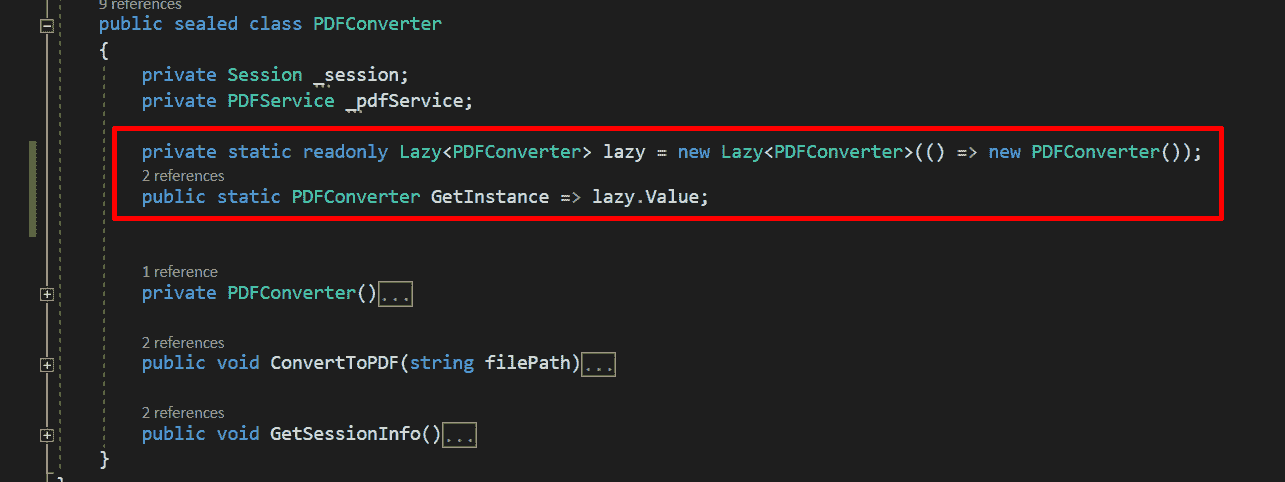 9 references
public sealed class PDFConverter
{
private Session _session;
private PDFService _pdfService;
private static readonly Lazy<PDFConverter> lazy = new Lazy<PDFConverter>(() => new PDFConverter());
2 references
public static PDFConverter GetInstance => lazy.Value;
1 reference
private PDFConverter()...
2 references
public void ConvertToPDF(string filePath)...
2 references
public void GetSessionInfo()...
}
}